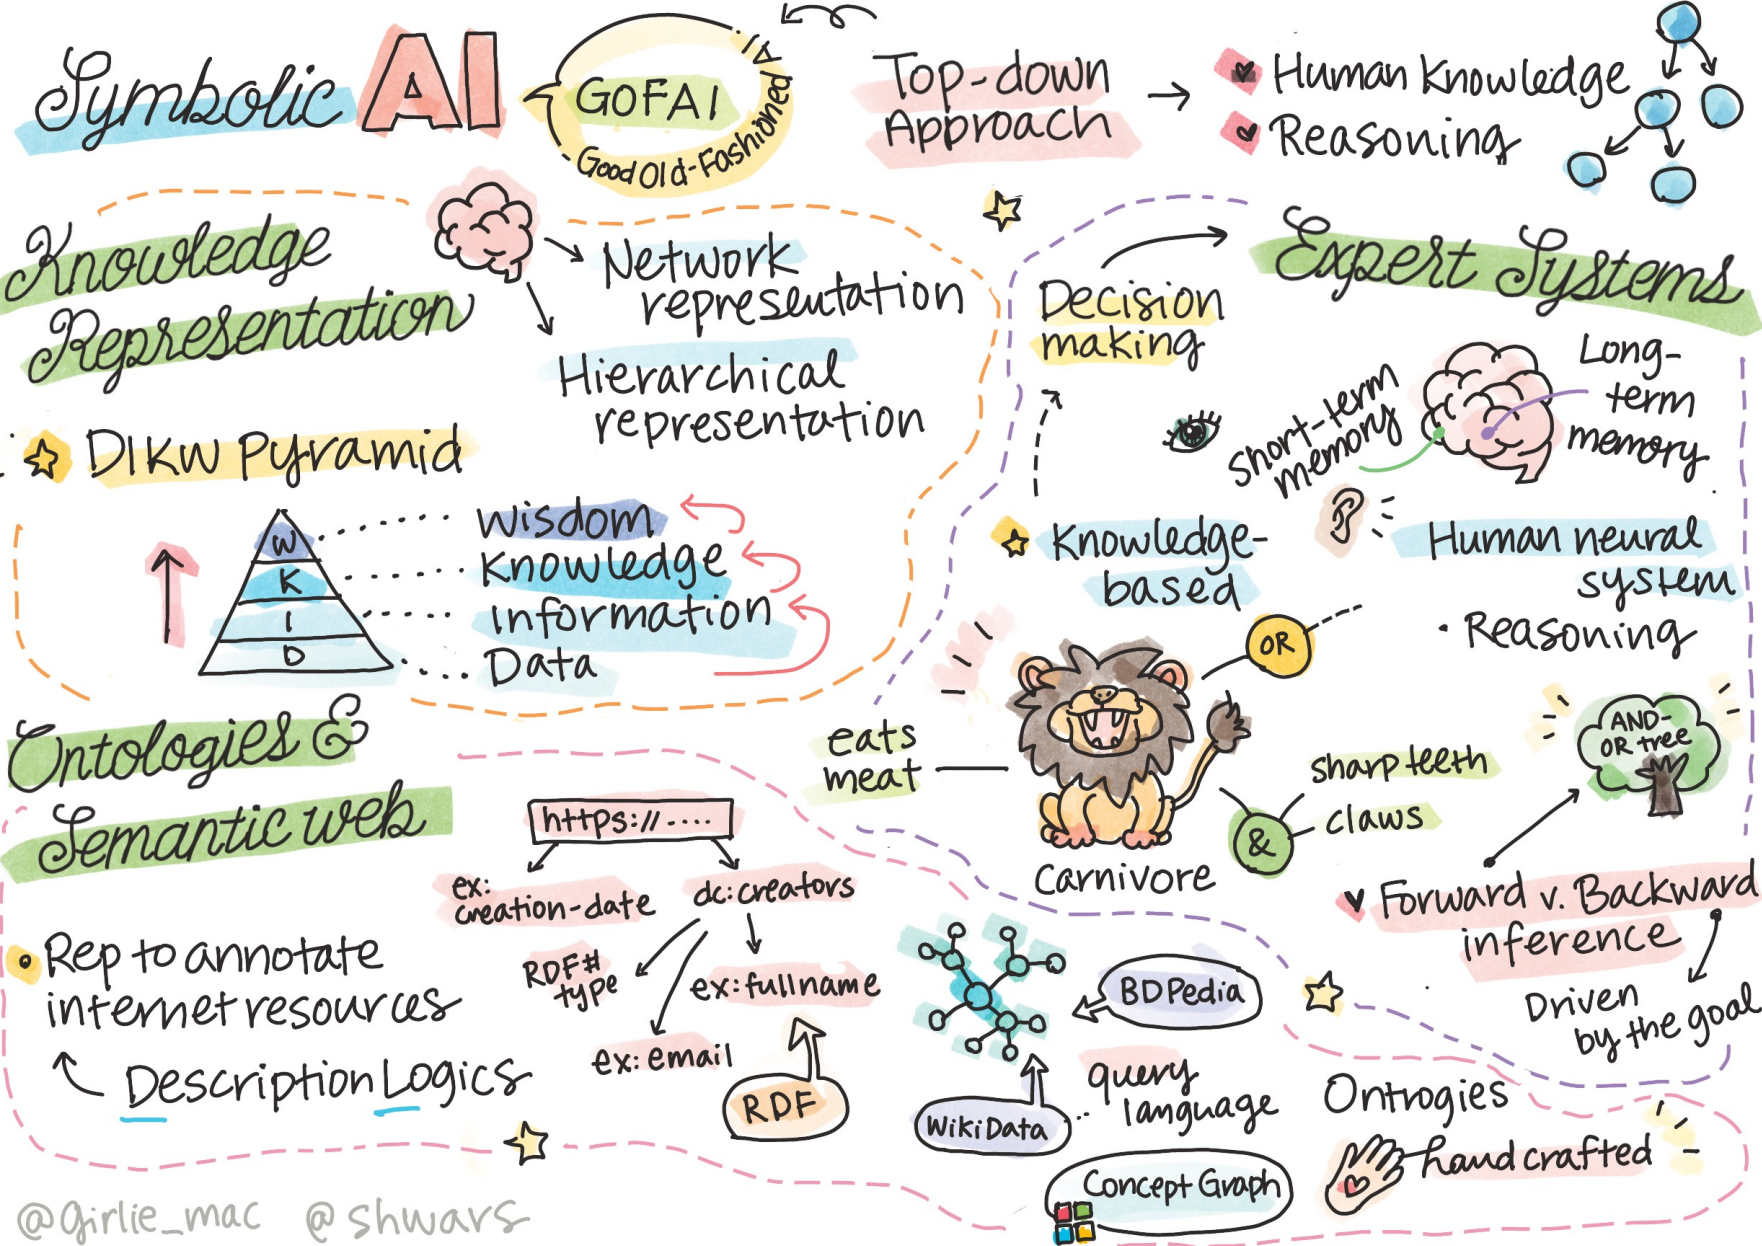 Symbolic AI
GOFAI
- Good Old-Fashioned AI.
Top-down
Approach
Human Knowledge
Reasoning
Knowledge
Representation
Network
representation
Hierarchical
representation
DIKW Pyramid
W
K
I
D
Wisdom
Knowledge
Information
Data
Expert Systems
Decision
making
Short-term
memory
Long-
term
memory
Knowledge-
based
Human neural
system
• Reasoning
OR
eats
meat
&
sharp teeth
claws
Carnivore
AND-
OR tree
Forward v. Backward
inference
Driven
by the goal
Ontologies &
Semantic web
https://.....
ex:
creation-date
dc:creators
RDF#
type
ex:fullname
ex:email
RDF
Rep to annotate
internet resources
Description Logics
BDPedia
WikiData
query
language
Concept Graph
Ontrogies
handcrafted
@girlie_mac @shwars